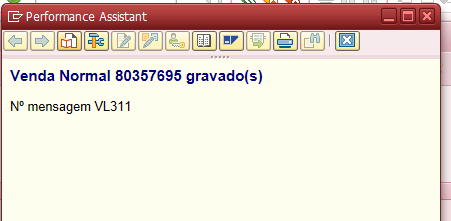 Performance Assistant
Venda Normal 80357695 gravado(s)
Nº mensagem VL311